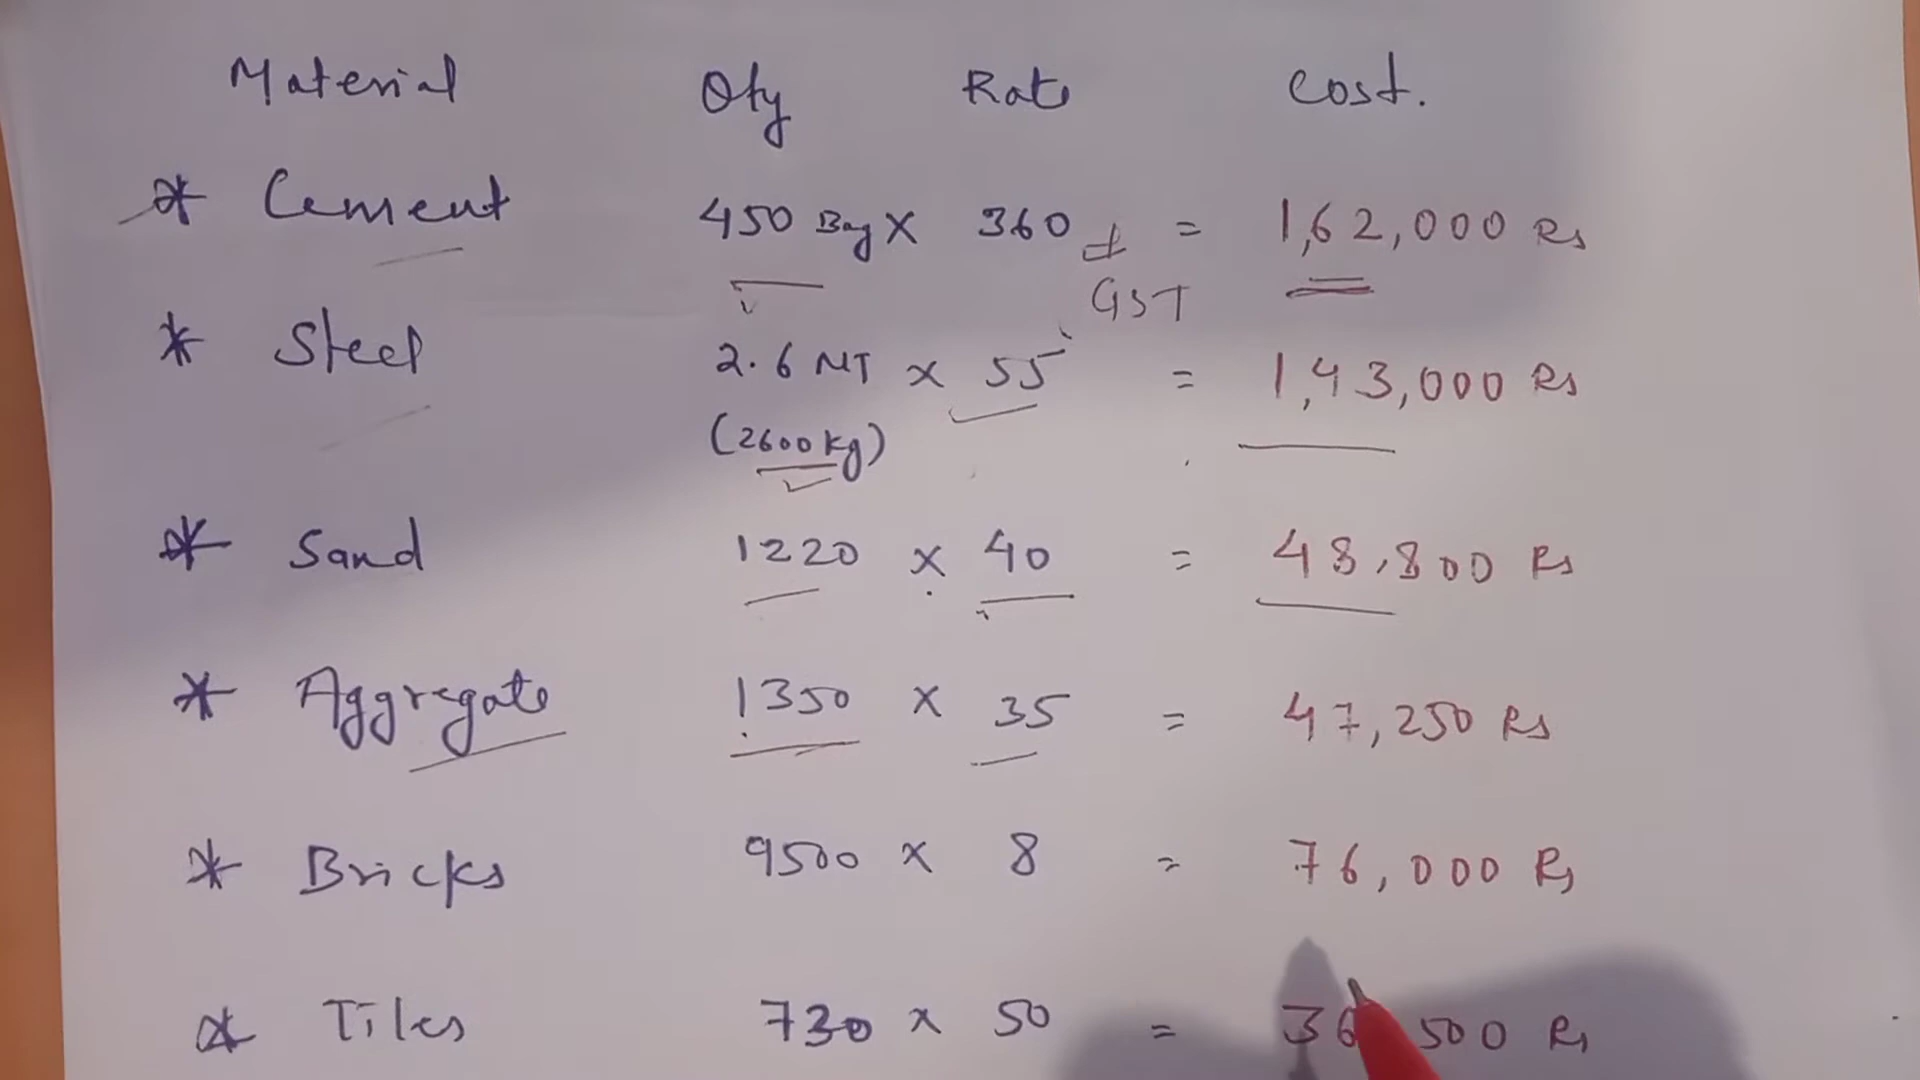 Material Qty Rate Cost.
* Cement 450 Bag X 360 + = 1,62,000 Rs
GST
* Steel 2.6 MT x 55 = 1,43,000 Rs
(2600 kg)
* Sand 1220 x 40 = 48,800 Rs
* Aggregate 1350 x 35 = 47,250 Rs
* Bricks 9500 x 8 = 76,000 Rs
* Tiles 730 x 50 = 36 500 Rs